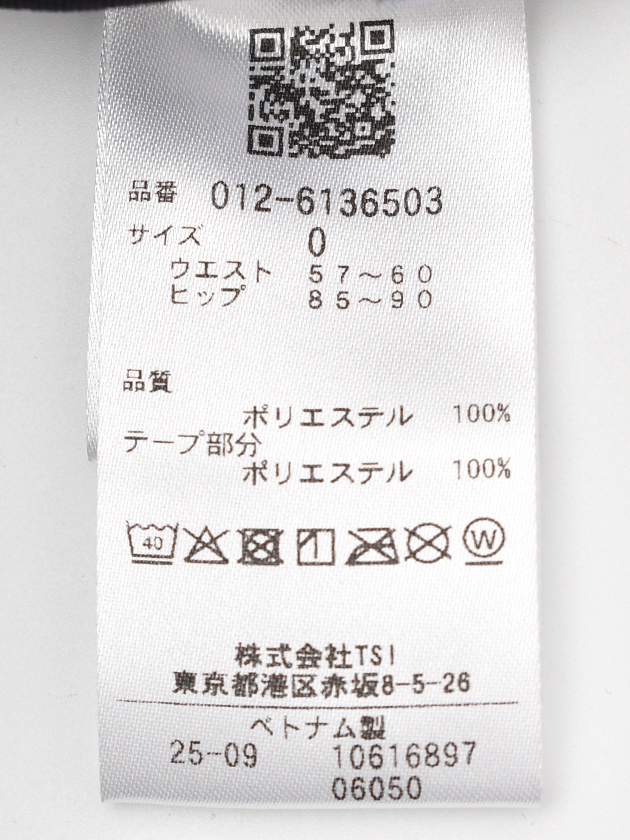 品番 012-6136503
サイズ 0
ウエスト 57～60
ヒップ 85～90
品質
ポリエステル 100%
テープ部分
ポリエステル 100%
40 W
株式会社TSI
東京都港区赤坂8-5-26
ベトナム製
25-09 10616897
06050